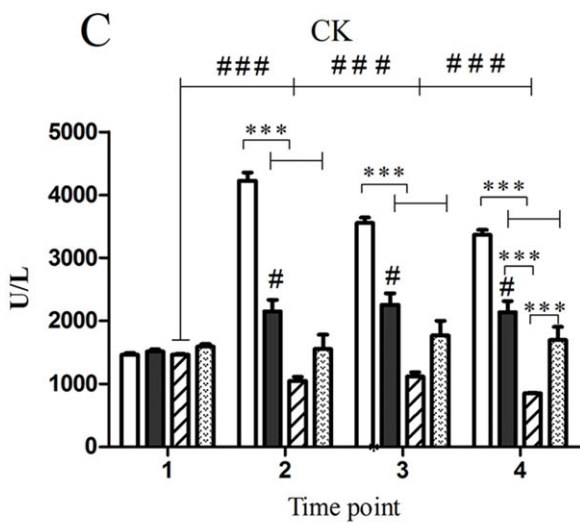 C CK
### ### ###
5000
*** 
4000 *** ***
U/L
3000 ***
# # # ***
2000
1000
0
*
1 2 3 4
Time point